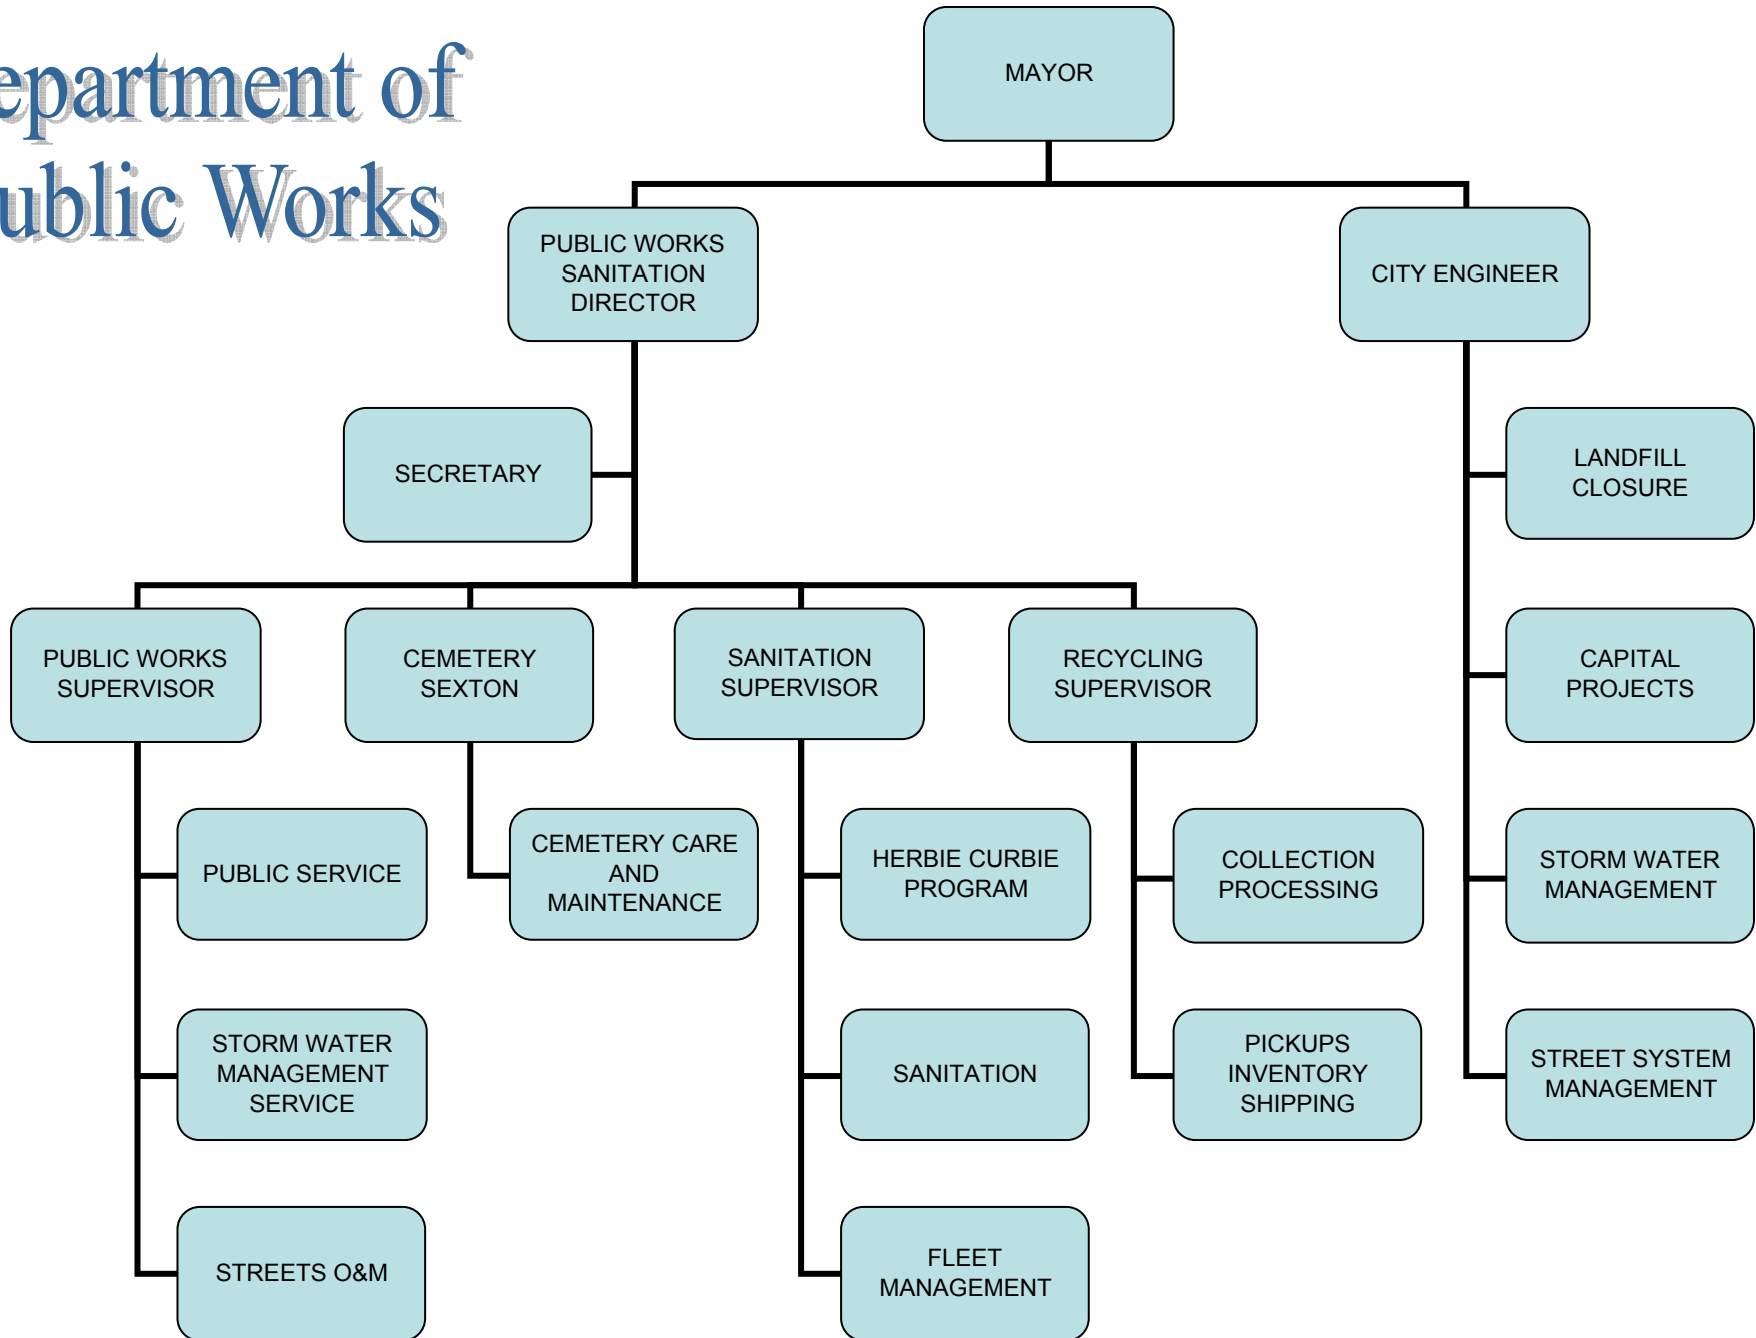 epartment of
ublic Works
MAYOR
PUBLIC WORKS
SANITATION
DIRECTOR
CITY ENGINEER
SECRETARY
LANDFILL
CLOSURE
PUBLIC WORKS
SUPERVISOR
CEMETERY
SEXTON
SANITATION
SUPERVISOR
RECYCLING
SUPERVISOR
CAPITAL
PROJECTS
PUBLIC SERVICE
CEMETERY CARE
AND
MAINTENANCE
HERBIE CURBIE
PROGRAM
COLLECTION
PROCESSING
STORM WATER
MANAGEMENT
STORM WATER
MANAGEMENT
SERVICE
SANITATION
PICKUPS
INVENTORY
SHIPPING
STREET SYSTEM
MANAGEMENT
STREETS O&M
FLEET
MANAGEMENT